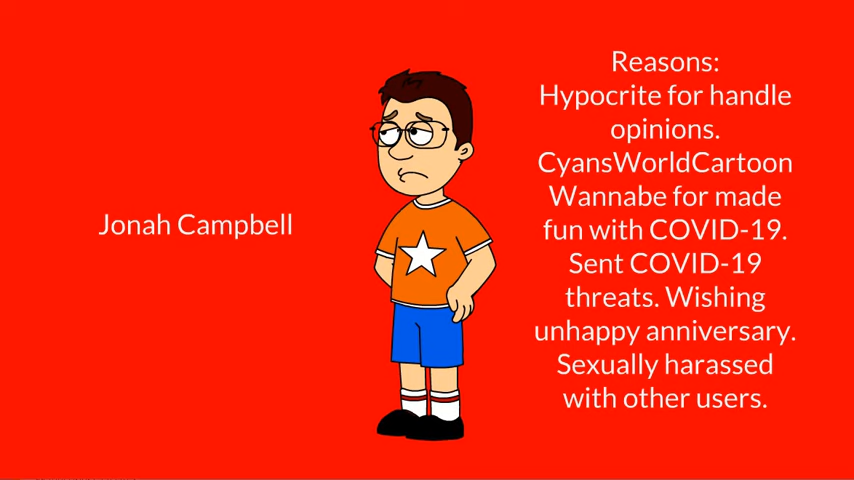 Jonah Campbell
Reasons:
Hypocrite for handle
opinions.
CyansWorldCartoon
Wannabe for made
fun with COVID-19.
Sent COVID-19
threats. Wishing
unhappy anniversary.
Sexually harassed
with other users.